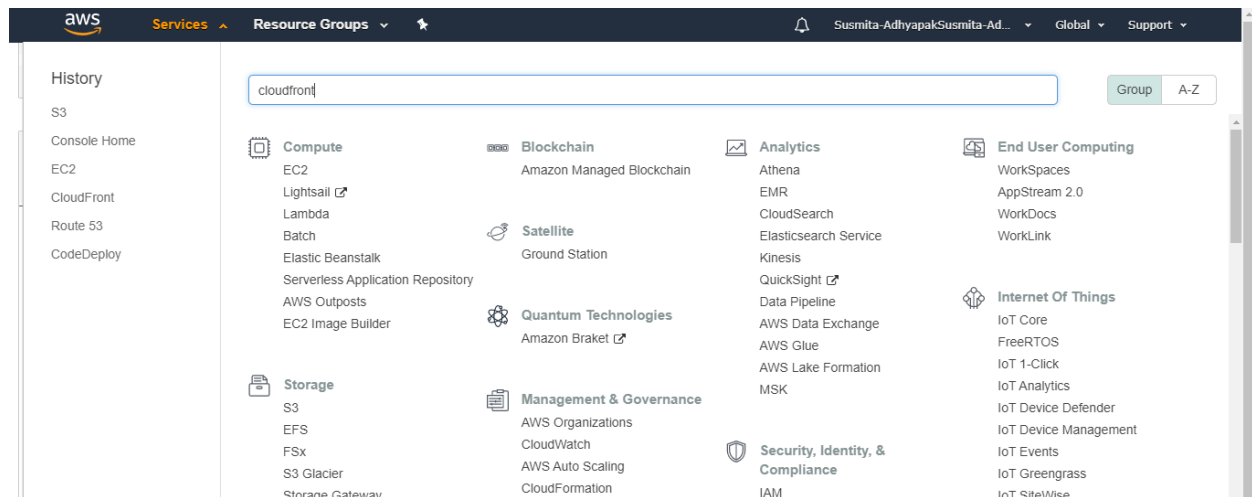 aws
Services
Resource Groups
Susmita-AdhyapakSusmita-Ad...
Global
Support
History
S3
Console Home
EC2
CloudFront
Route 53
CodeDeploy
cloudfront
Group
A-Z
Compute
EC2
Lightsail
Lambda
Batch
Elastic Beanstalk
Serverless Application Repository
AWS Outposts
EC2 Image Builder
Storage
S3
EFS
FSx
S3 Glacier
Storage Gateway
Blockchain
Amazon Managed Blockchain
Satellite
Ground Station
Quantum Technologies
Amazon Braket
Management & Governance
AWS Organizations
CloudWatch
AWS Auto Scaling
CloudFormation
Analytics
Athena
EMR
CloudSearch
Elasticsearch Service
Kinesis
QuickSight
Data Pipeline
AWS Data Exchange
AWS Glue
AWS Lake Formation
MSK
Security, Identity, &
Compliance
IAM
End User Computing
WorkSpaces
AppStream 2.0
WorkDocs
WorkLink
Internet Of Things
IoT Core
FreeRTOS
IoT 1-Click
IoT Analytics
IoT Device Defender
IoT Device Management
IoT Events
IoT Greengrass
IoT SiteWise